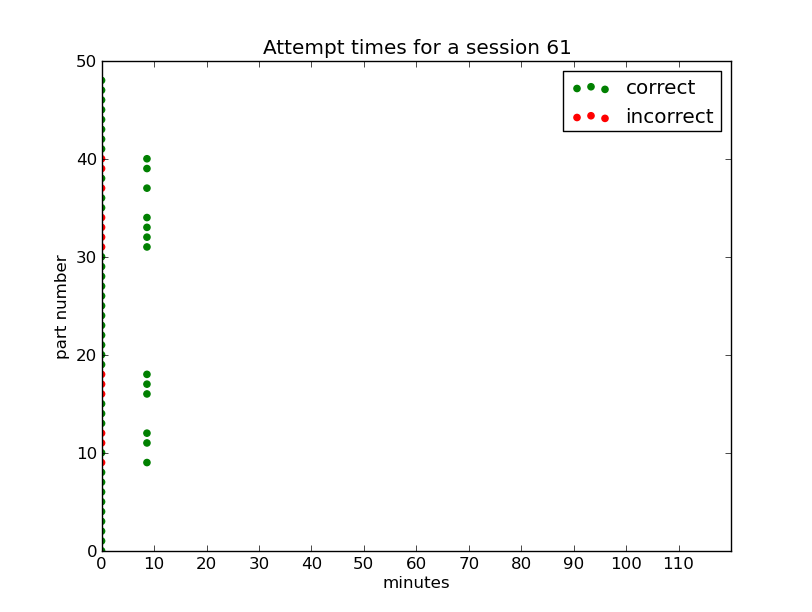 Attempt times for a session 61
correct
incorrect
50
40
30
20
10
0
part number
0 10 20 30 40 50 60 70 80 90 100 110
minutes